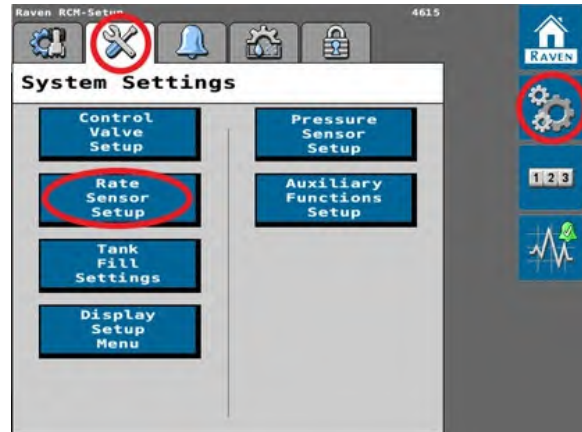 Raven RCM-Setup
4615
System Settings
Control
Valve
Setup
Pressure
Sensor
Setup
Rate
Sensor
Setup
Auxiliary
Functions
Setup
Tank
Fill
Settings
Display
Setup
Menu
RAVEN
1 2 3